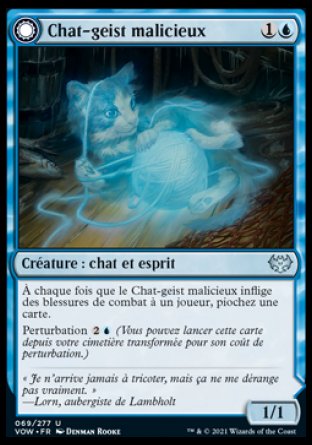 Chat-geist malicieux 1
Créature : chat et esprit
À chaque fois que le Chat-geist malicieux inflige
des blessures de combat à un joueur, piochez une
carte.
Perturbation 2 (Vous pouvez lancer cette carte
depuis votre cimetière transformée pour son coût
de perturbation.)
« Je n'arrive jamais à tricoter, mais ça ne me dérange
pas vraiment. »
—Lorn, aubergiste de Lambholt
1/1
069/277 U
VOW • FR DENMAN ROOKE
™ & © 2021 Wizards of the Coast